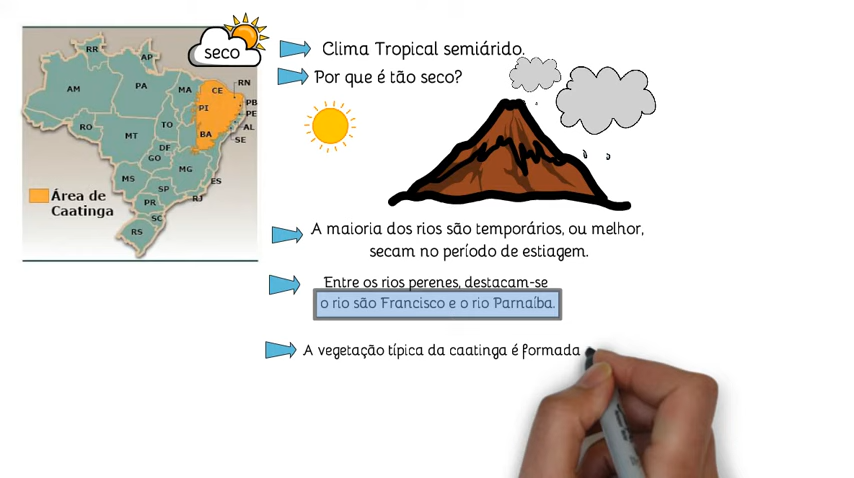 seco
RR
AP
AM
PA
MA
CE
RN
PB
PE
AL
SE
PI
BA
TO
RO
MT
DF
GO
MG
ES
MS
SP
RJ
PR
SC
RS
Área de
Caatinga
Clima Tropical semiárido.
Por que é tão seco?
A maioria dos rios são temporários, ou melhor,
secam no período de estiagem.
Entre os rios perenes, destacam-se
o rio são Francisco e o rio Parnaíba.
A vegetação típica da caatinga é formada